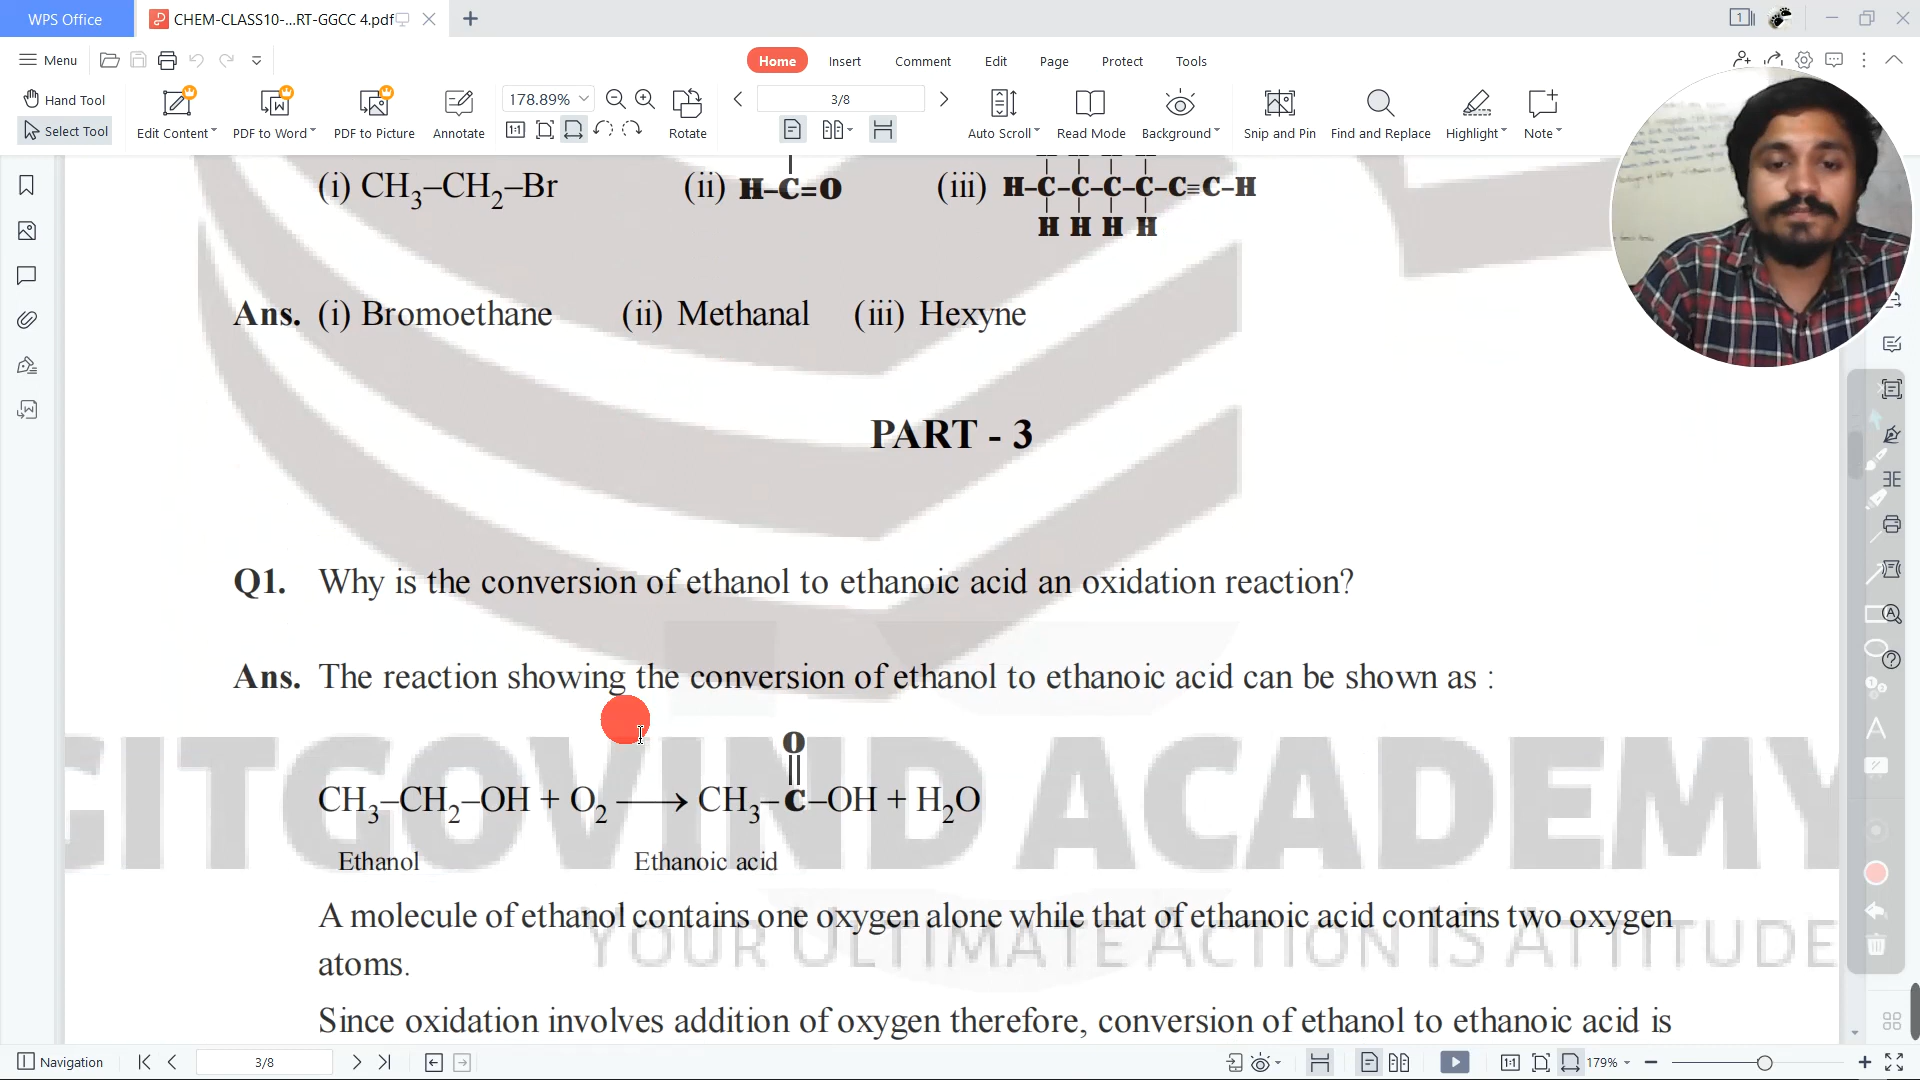 WPS Office
CHEM-CLASS10-...RT-GGCC 4.pdf
Menu
Home Insert Comment Edit Page Protect Tools
Hand Tool
Select Tool
Edit Content PDF to Word PDF to Picture Annotate
178.89%
Rotate
3/8
Auto Scroll Read Mode Background Snip and Pin Find and Replace Highlight Note
(i) CH3–CH2–Br (ii) H–C=O (iii) H–C–C–C–C–C≡C–H
H H H H
Ans. (i) Bromoethane (ii) Methanal (iii) Hexyne
PART - 3
Q1. Why is the conversion of ethanol to ethanoic acid an oxidation reaction?
Ans. The reaction showing the conversion of ethanol to ethanoic acid can be shown as :
O
CH3–CH2–OH + O2 ⟶ CH3–C–OH + H2O
Ethanol Ethanoic acid
GITGOVIND ACADEMY
A molecule of ethanol contains one oxygen alone while that of ethanoic acid contains two oxygen
YOUR ULTIMATE ACTION IS ATTITUDE
atoms.
Since oxidation involves addition of oxygen therefore, conversion of ethanol to ethanoic acid is
Navigation 3/8 179%